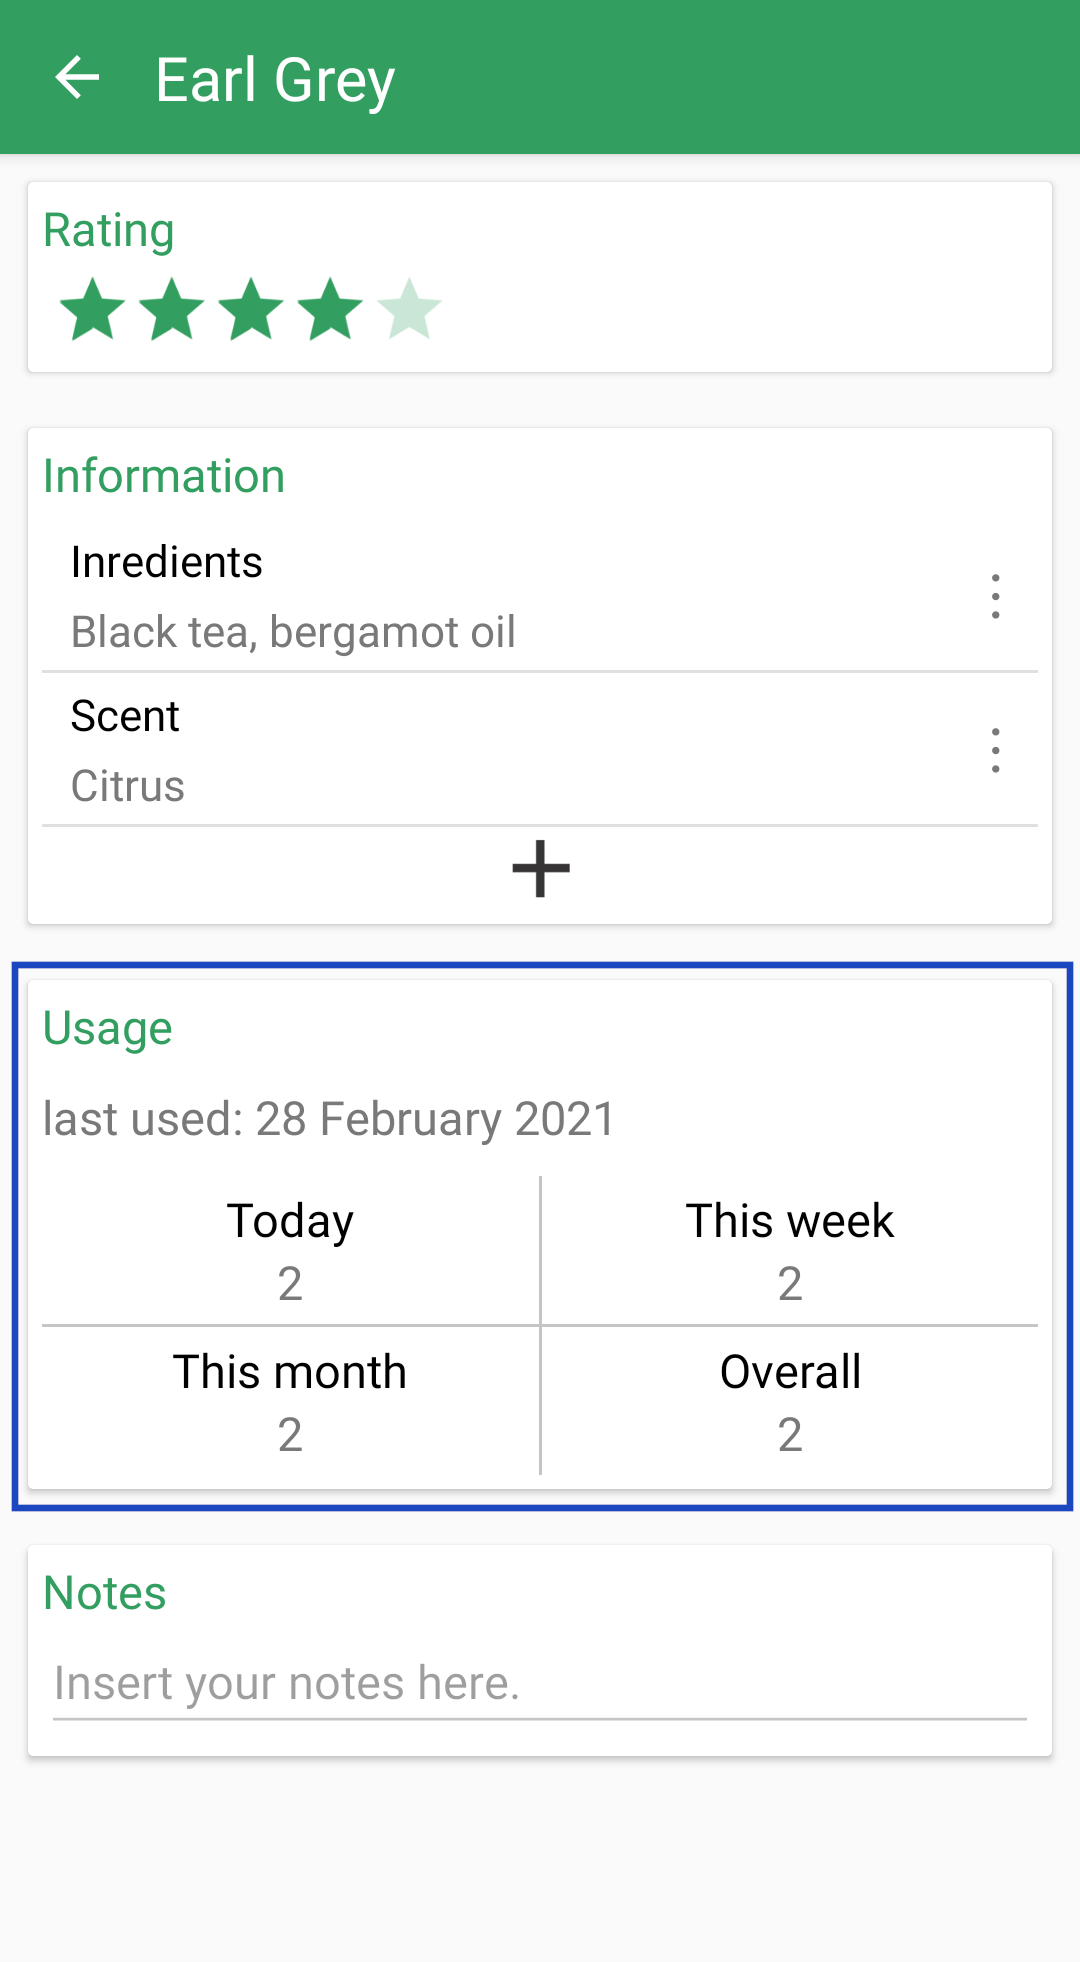 Earl Grey
Rating
Information
Inredients
Black tea, bergamot oil
Scent
Citrus
Usage
last used: 28 February 2021
Today
This week
2
2
This month
Overall
2
2
Notes
Insert your notes here.